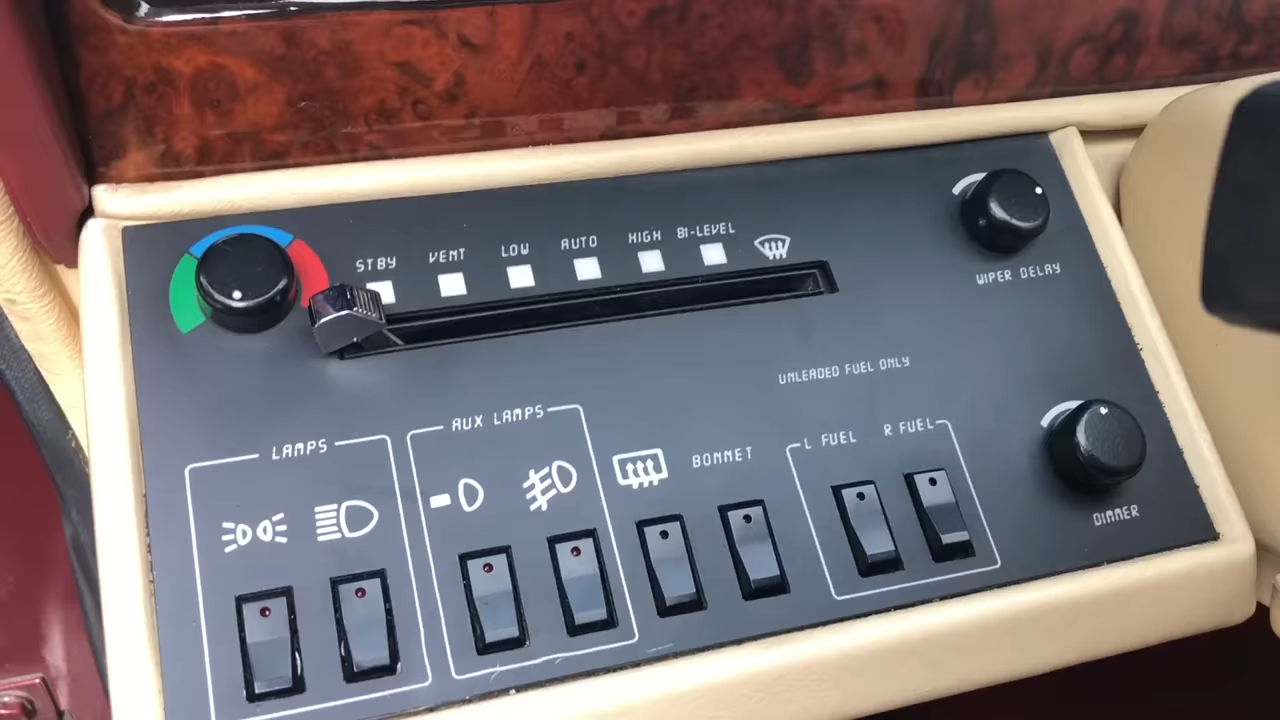 STBY
VENT
LOW
AUTO
HIGH
BI-LEVEL
WIPER DELAY
UNLEADED FUEL ONLY
LAMPS
AUX LAMPS
BONNET
L FUEL
R FUEL
DIMMER